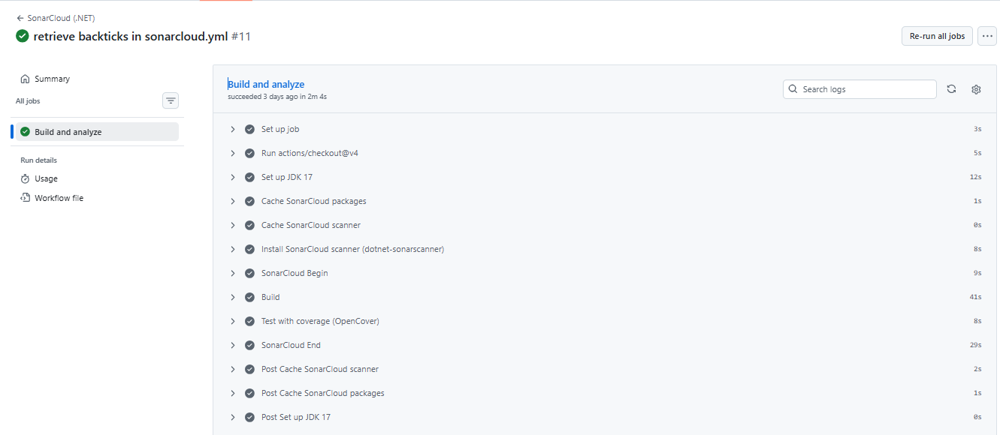 ← SonarCloud (.NET)
retrieve backticks in sonarcloud.yml #11
Re-run all jobs
Summary
All jobs
Build and analyze
Run details
Usage
Workflow file
Build and analyze
succeeded 3 days ago in 2m 4s
Search logs
Set up job 3s
Run actions/checkout@v4 5s
Set up JDK 17 12s
Cache SonarCloud packages 1s
Cache SonarCloud scanner 0s
Install SonarCloud scanner (dotnet-sonarscanner) 8s
SonarCloud Begin 9s
Build 41s
Test with coverage (OpenCover) 8s
SonarCloud End 29s
Post Cache SonarCloud scanner 2s
Post Cache SonarCloud packages 1s
Post Set up JDK 17 0s